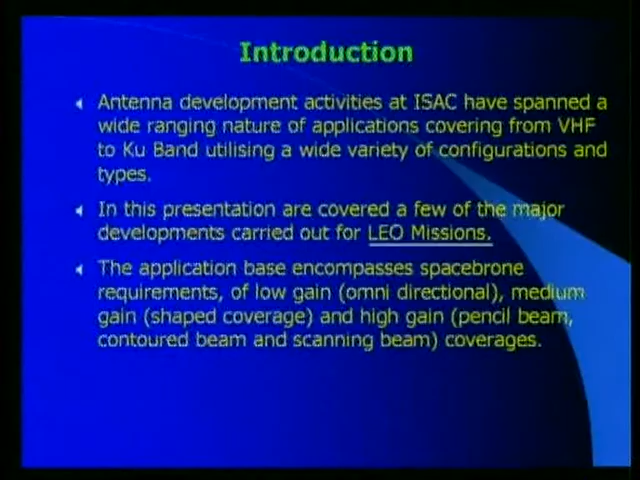 Introduction
Antenna development activities at ISAC have spanned a
wide ranging nature of applications covering from VHF
to Ku Band utilising a wide variety of configurations and
types.
In this presentation are covered a few of the major
developments carried out for LEO Missions.
The application base encompasses spacebrone
requirements, of low gain (omni directional), medium
gain (shaped coverage) and high gain (pencil beam,
contoured beam and scanning beam) coverages.